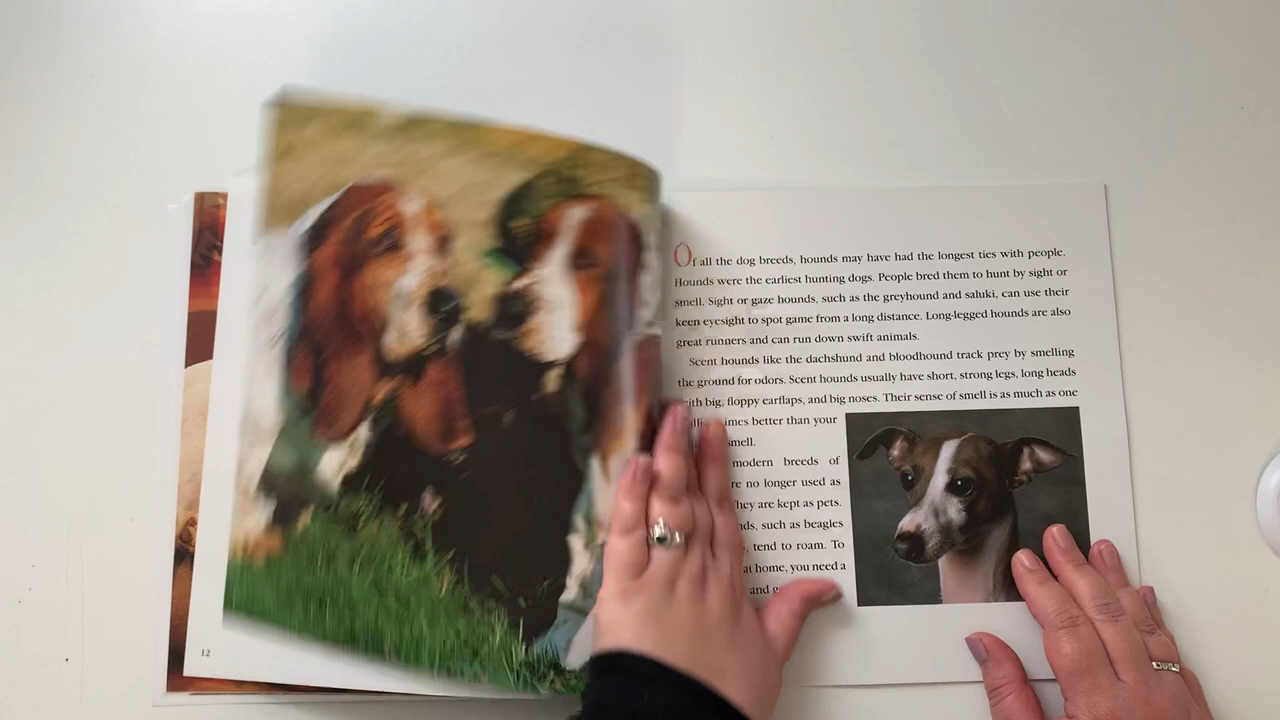 Of all the dog breeds, hounds may have had the longest ties with people.
Hounds were the earliest hunting dogs. People bred them to hunt by sight or
smell. Sight or gaze hounds, such as the greyhound and saluki, can use their
keen eyesight to spot game from a long distance. Long-legged hounds are also
great runners and can run down swift animals.
Scent hounds like the dachshund and bloodhound track prey by smelling
the ground for odors. Scent hounds usually have short, strong legs, long heads
with big, floppy earflaps, and big noses. Their sense of smell is as much as one
times better than your
smell.
modern breeds of
no longer used as
They are kept as pets.
such as beagles
tend to roam. To
at home, you need a
and
12